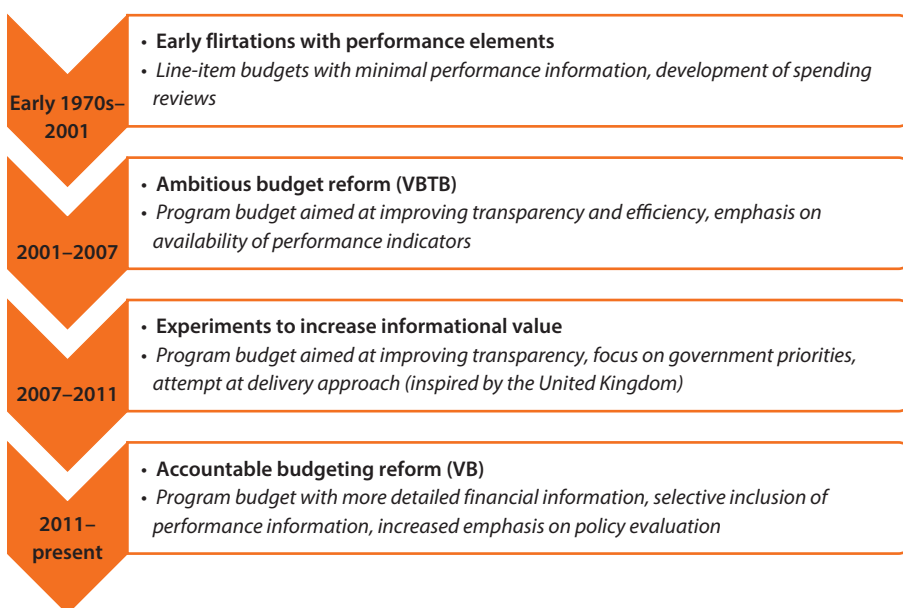 Early 1970s–
2001
• Early flirtations with performance elements
• Line-item budgets with minimal performance information, development of spending
reviews
2001–2007
• Ambitious budget reform (VBTB)
• Program budget aimed at improving transparency and efficiency, emphasis on
availability of performance indicators
2007–2011
• Experiments to increase informational value
• Program budget aimed at improving transparency, focus on government priorities,
attempt at delivery approach (inspired by the United Kingdom)
2011–
present
• Accountable budgeting reform (VB)
• Program budget with more detailed financial information, selective inclusion of
performance information, increased emphasis on policy evaluation